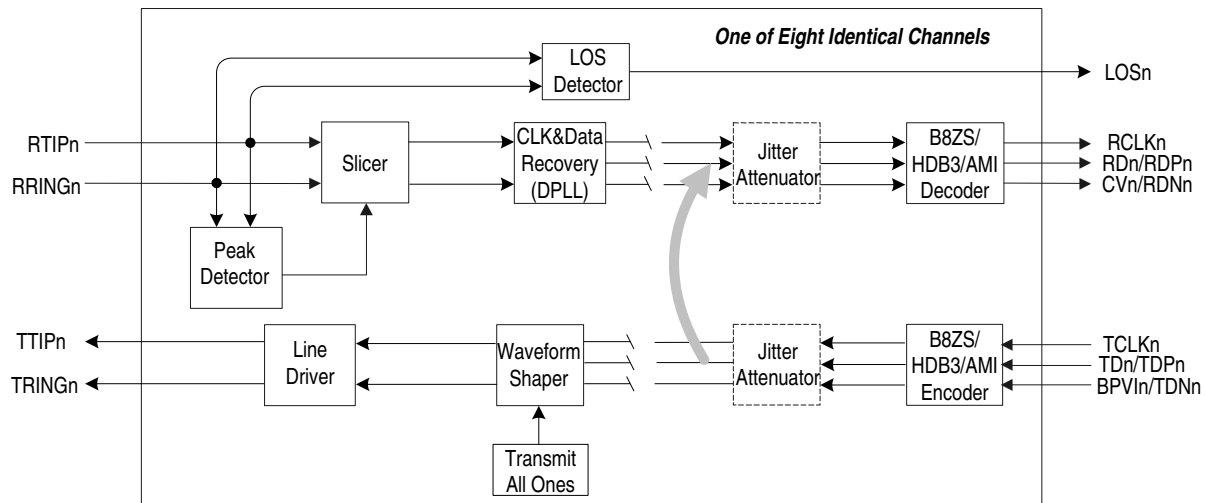 One of Eight Identical Channels
LOS
Detector
LOSn
RTIPn
RRINGn
Slicer
CLK&Data
Recovery
(DPLL)
Jitter
Attenuator
B8ZS/
HDB3/AMI
Decoder
RCLKn
RDn/RDPn
CVn/RDNn
Peak
Detector
TTIPn
TRINGn
Line
Driver
Waveform
Shaper
Jitter
Attenuator
B8ZS/
HDB3/AMI
Encoder
TCLKn
TDn/TDPn
BPVIn/TDNn
Transmit
All Ones